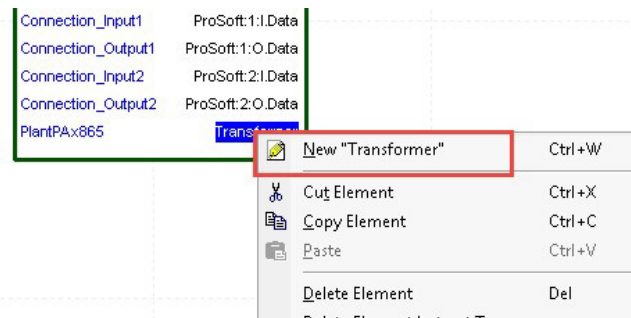 Connection_Input1 ProSoft:1:I.Data
Connection_Output1 ProSoft:1:O.Data
Connection_Input2 ProSoft:2:I.Data
Connection_Output2 ProSoft:2:O.Data
PlantPAx865 Transformer
New "Transformer" Ctrl+W
Cut Element Ctrl+X
Copy Element Ctrl+C
Paste Ctrl+V
Delete Element Del